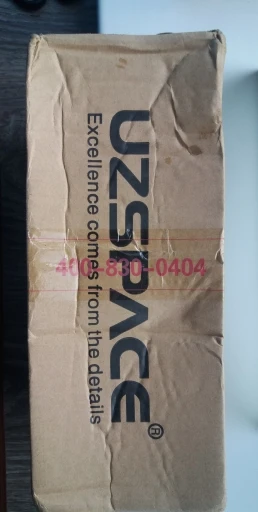 UZSPACE®
Excellence comes from the details
400-830-0404